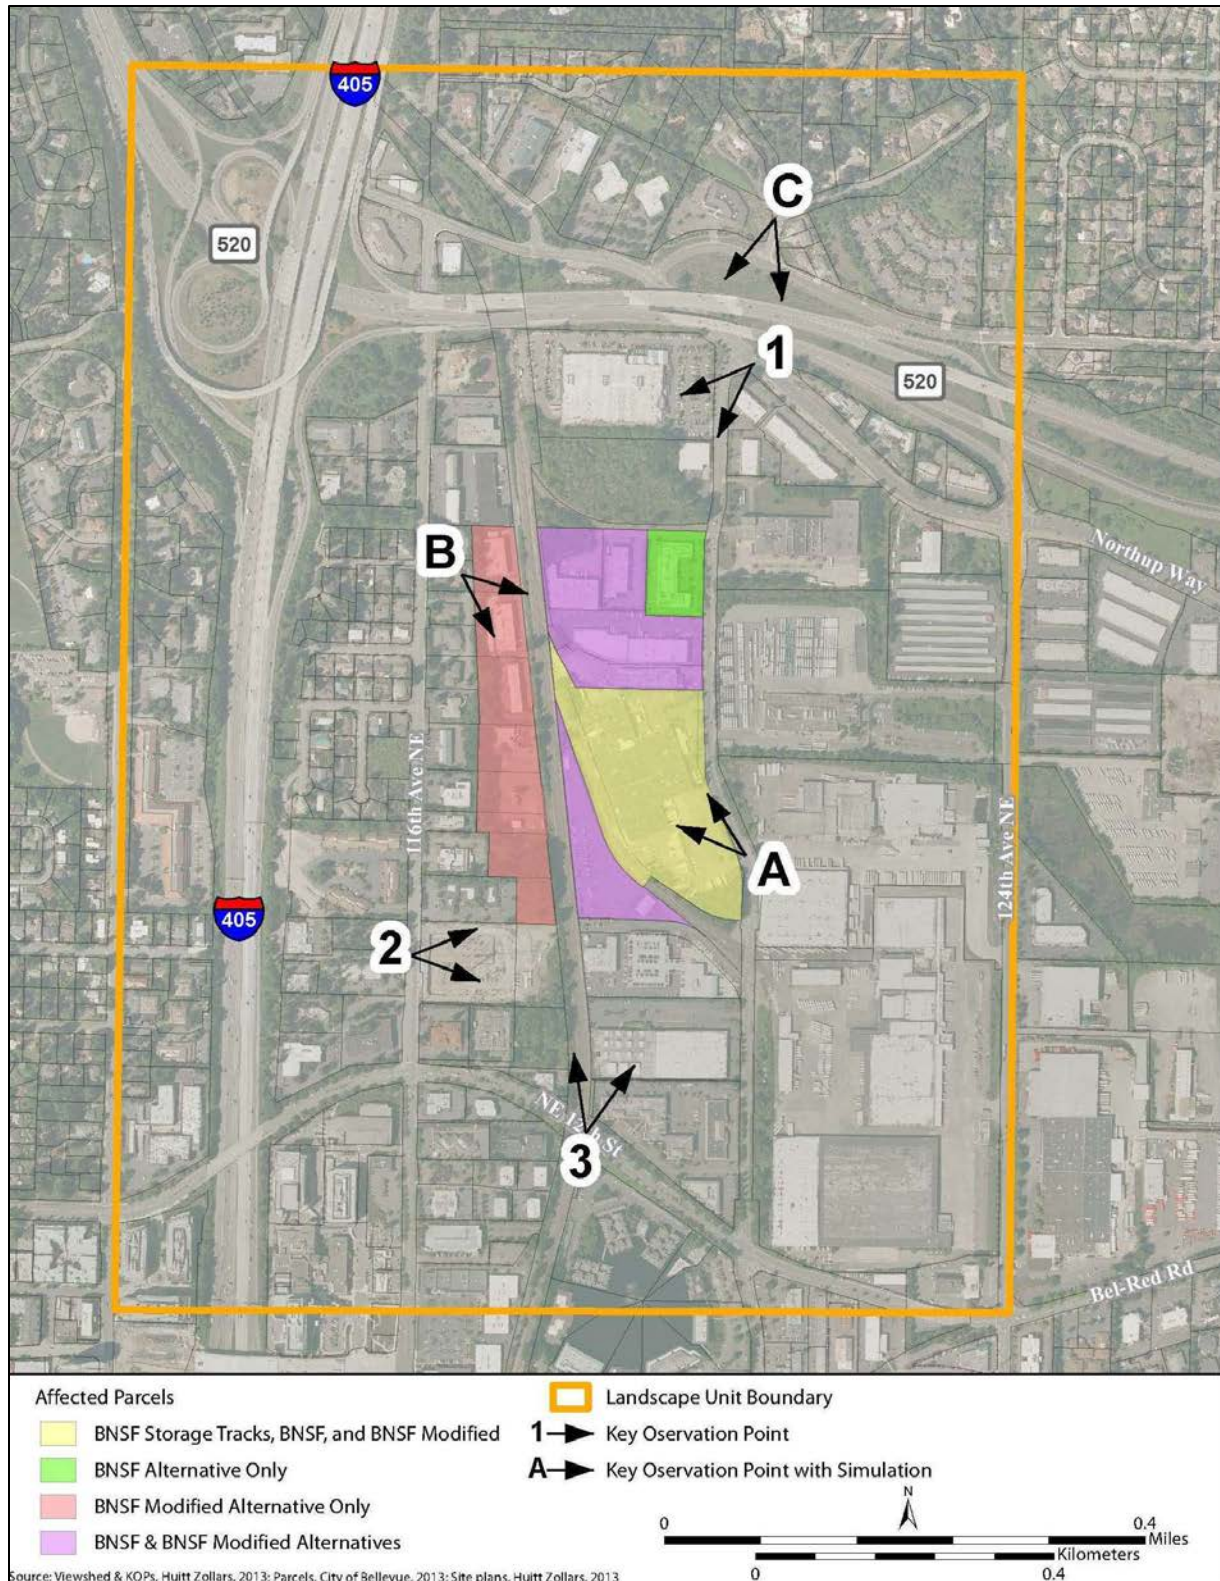 405
C
520
1
520
B
Northup Way
116th Ave NE
A
124th Ave NE
405
2
NE 12th St
3
Bel-Red Rd
Affected Parcels
Landscape Unit Boundary
BNSF Storage Tracks, BNSF, and BNSF Modified
1 Key Oservation Point
BNSF Alternative Only
A Key Oservation Point with Simulation
BNSF Modified Alternative Only
N
BNSF & BNSF Modified Alternatives
0 0.4
Miles
Kilometers
0 0.4
Source: Viewshed & KOPs, Huitt Zollars, 2013; Parcels, City of Bellevue, 2013; Site plans, Huitt Zollars, 2013